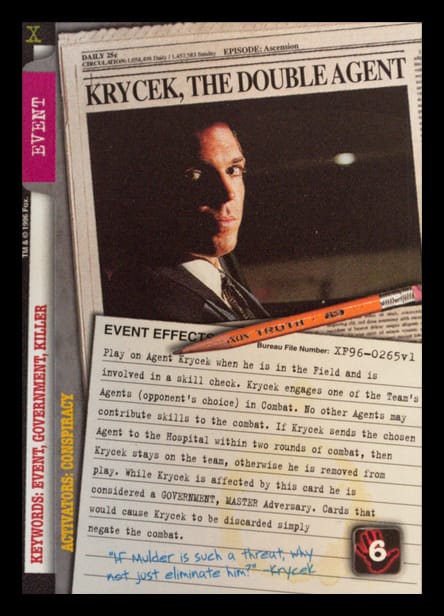 X
EVENT
TM & © 1996 Fox.
KEYWORDS: EVENT, GOVERNMENT, KILLER
ACTIVATORS: CONSPIRACY
DAILY 25¢
EPISODE: Ascension
KRYCEK, THE DOUBLE AGENT
TRUTH
EVENT EFFECTS
Bureau File Number: XF96-0265v1
Play on Agent Krycek when he is in the Field and is
involved in a skill check. Krycek engages one of the Team's
Agents (opponent's choice) in Combat. No other Agents may
contribute skills to the combat. If Krycek sends the chosen
Agent to the Hospital within two rounds of combat, then
Krycek stays on the team, otherwise he is removed from
play. While Krycek is affected by this card he is
considered a GOVERNMENT, MASTER Adversary. Cards that
would cause Krycek to be discarded simply
negate the combat.
"If Mulder is such a threat, why
not just eliminate him?" -Krycek
6